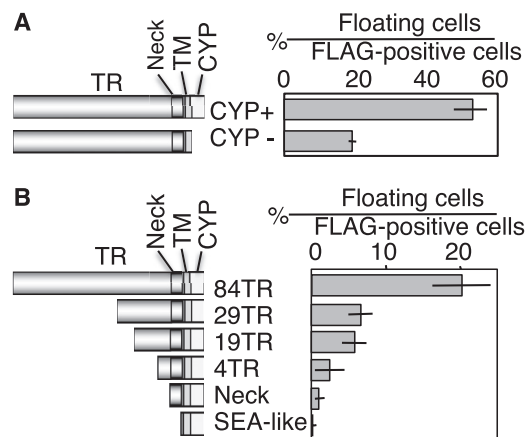 A
Neck
TM
CYP
TR
Floating cells
%
FLAG-positive cells
0 20 40 60
CYP+
CYP -
B
Neck
TM
CYP
TR
Floating cells
%
FLAG-positive cells
0 10 20
84TR
29TR
19TR
4TR
Neck
SEA-like